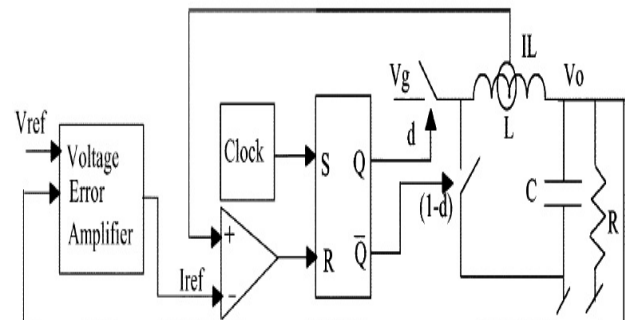 IL
Vg
Vo
Vref
Clock
L
d
Voltage
Error
Amplifier
S
Q
C
(1-d)
R
+
R
Q̅
Iref
−